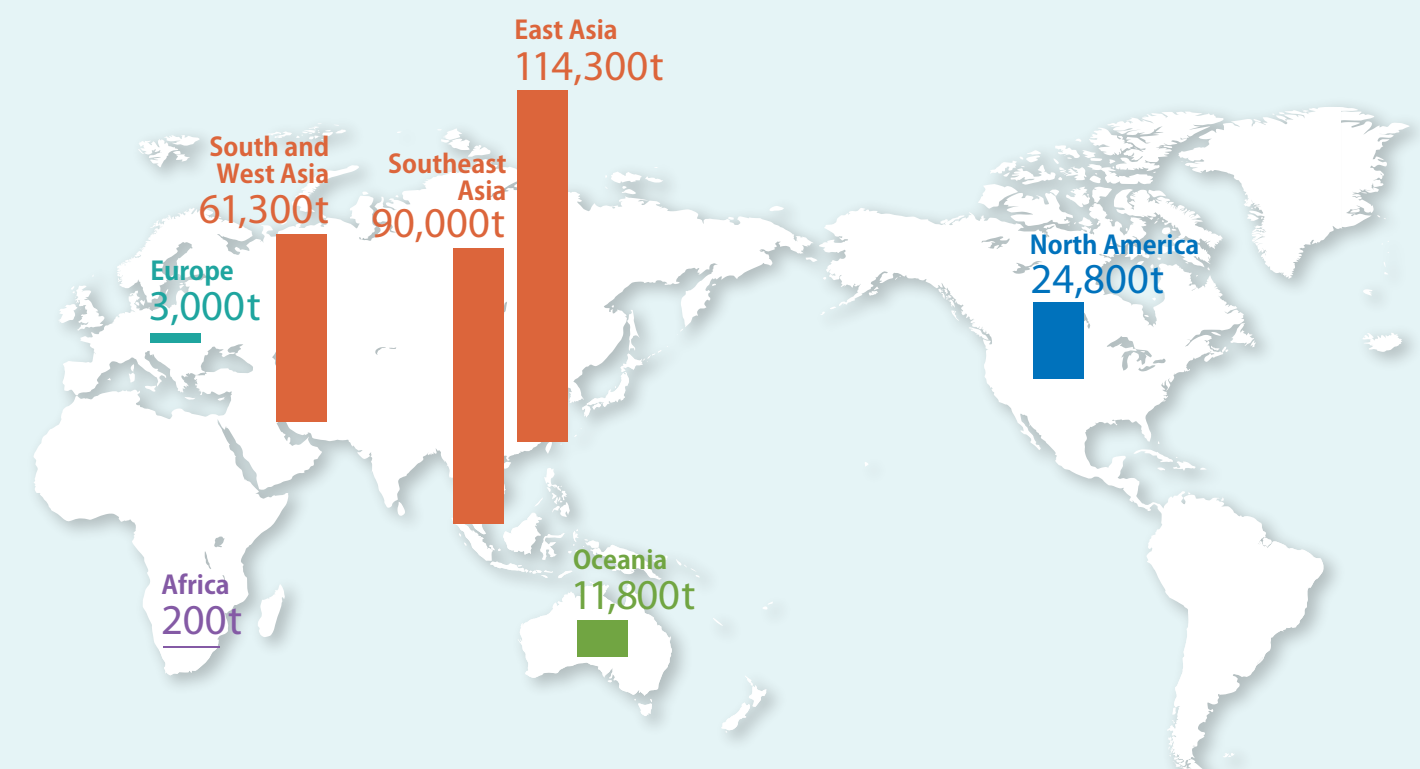 East Asia
114,300t
South and
West Asia
61,300t
Southeast
Asia
90,000t
Europe
3,000t
North America
24,800t
Oceania
11,800t
Africa
200t